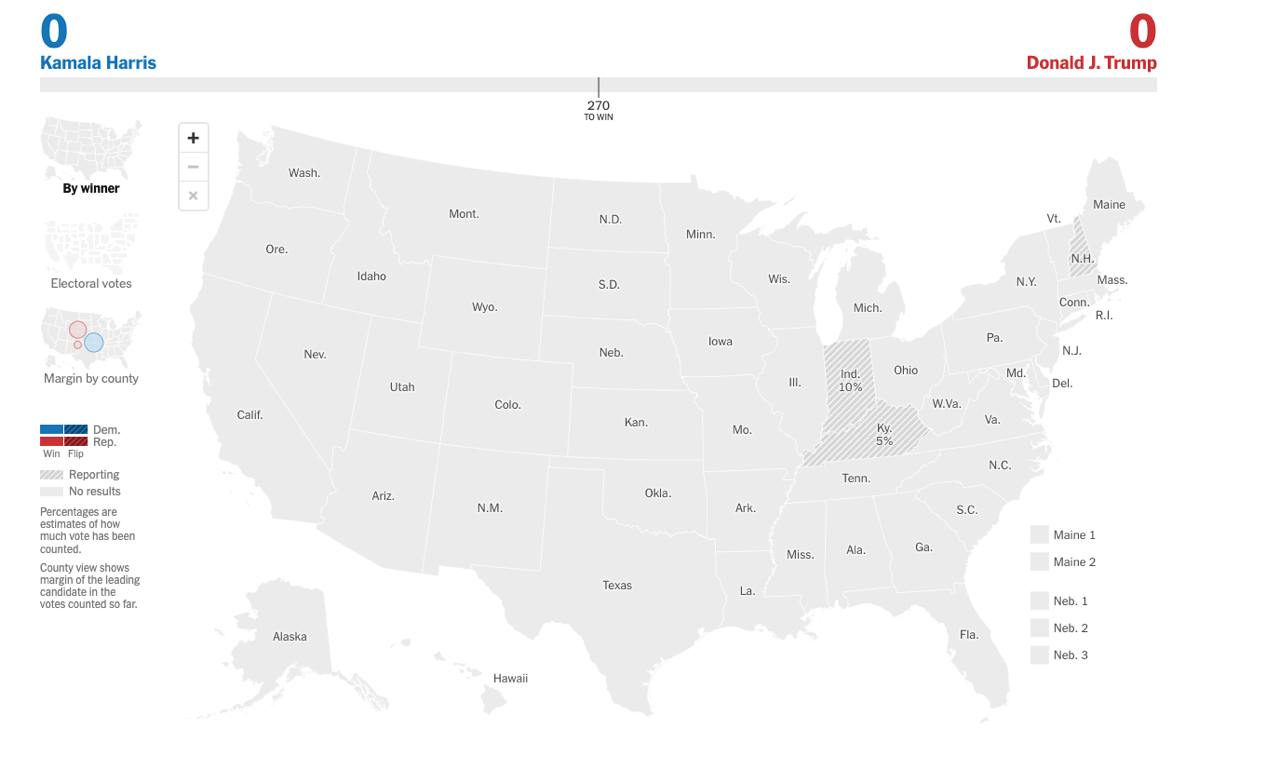 0
0
Kamala Harris
Donald J. Trump
270
TO WIN
By winner
Electoral votes
Margin by county
Dem.
Rep.
Win Flip
Reporting
No results
Percentages are
estimates of how
much vote has been
counted.
County view shows
margin of the leading
candidate in the
votes counted so far.
+
−
×
Wash.
Mont.
N.D.
Minn.
Maine
Vt.
N.H.
Ore.
Idaho
S.D.
Wis.
N.Y.
Mass.
Wyo.
Mich.
Conn.
R.I.
Nev.
Neb.
Iowa
Pa.
N.J.
Utah
Colo.
Ill.
Ind.
10%
Ohio
Md.
Del.
Calif.
Kan.
Mo.
Ky.
5%
W.Va.
Va.
Ariz.
N.M.
Okla.
Ark.
Tenn.
N.C.
S.C.
Texas
La.
Miss.
Ala.
Ga.
Fla.
Alaska
Hawaii
Maine 1
Maine 2
Neb. 1
Neb. 2
Neb. 3